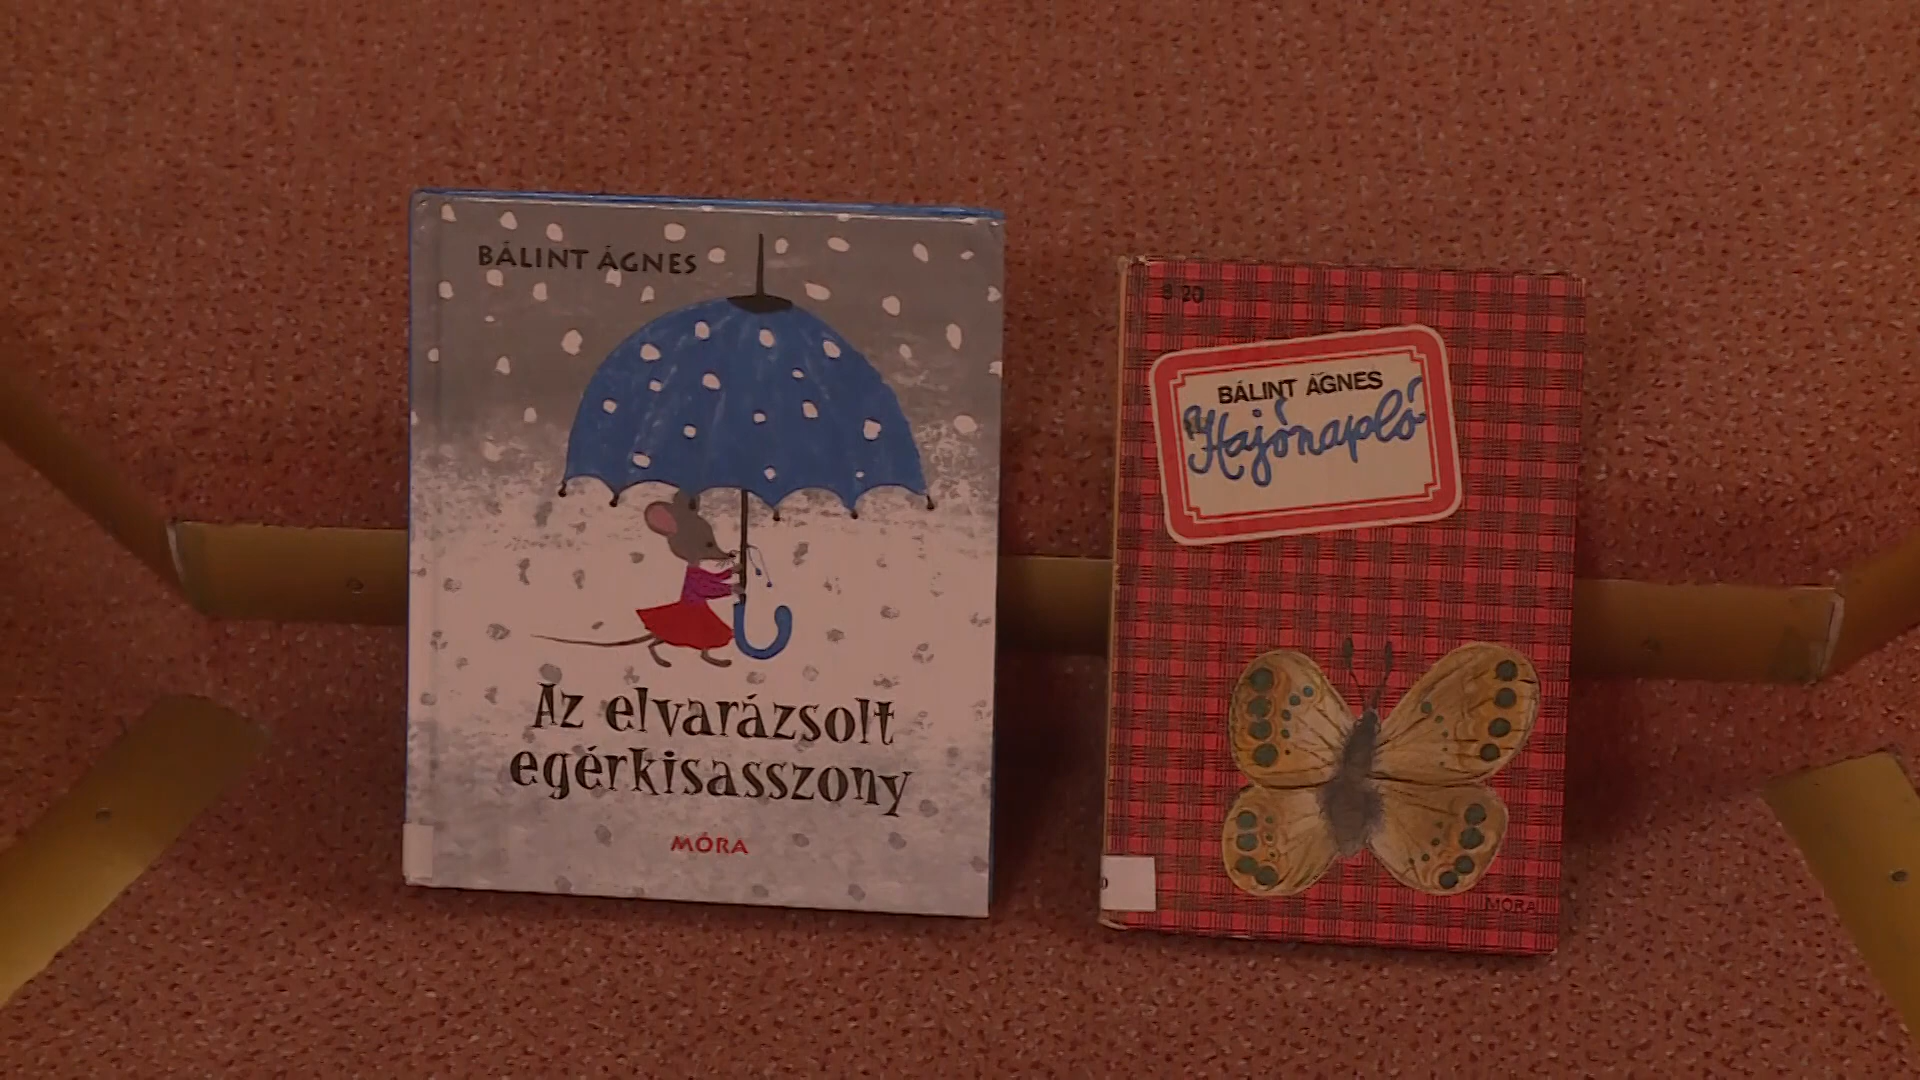 BÁLINT ÁGNES
Az elvarázsolt
egérkisasszony
MÓRA
BÁLINT ÁGNES
Hajónapló
MÓRA